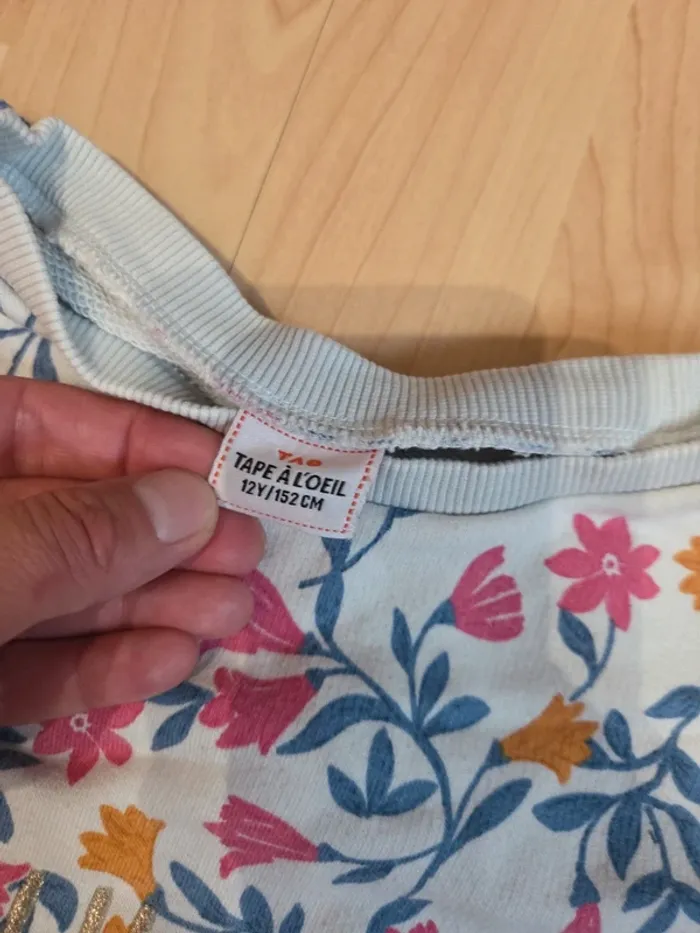 TAO
TAPE À L'OEIL
12Y/152 CM